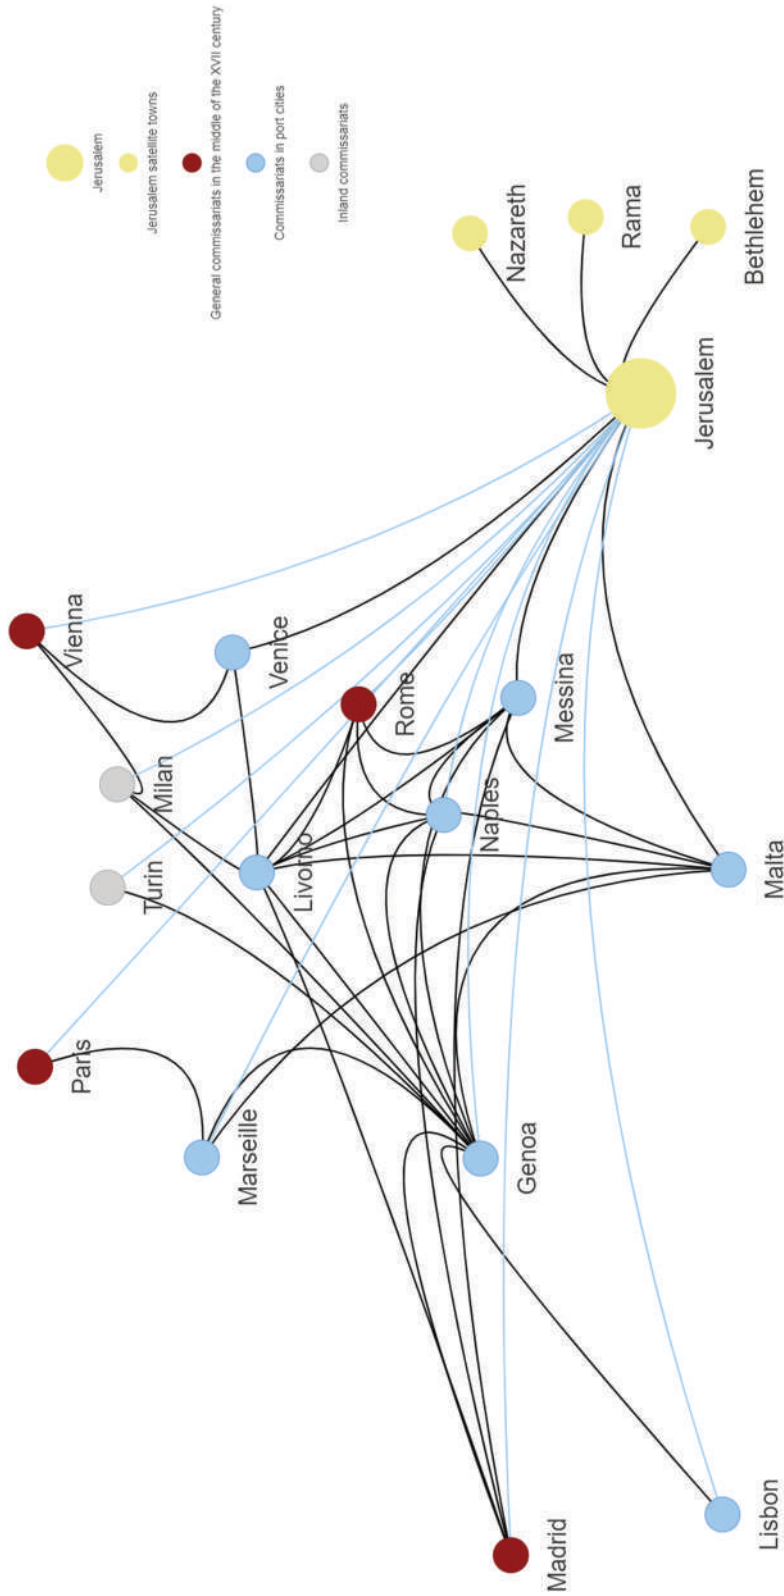 Jerusalem
Jerusalem satellite towns
General commissariats in the middle of the XVII century
Commissariats in port cities
Inland commissariats
Vienna
Paris
Milan
Turin
Venice
Marseille
Livorno
Rome
Nazareth
Naples
Genoa
Madrid
Messina
Rama
Jerusalem
Bethlehem
Malta
Lisbon